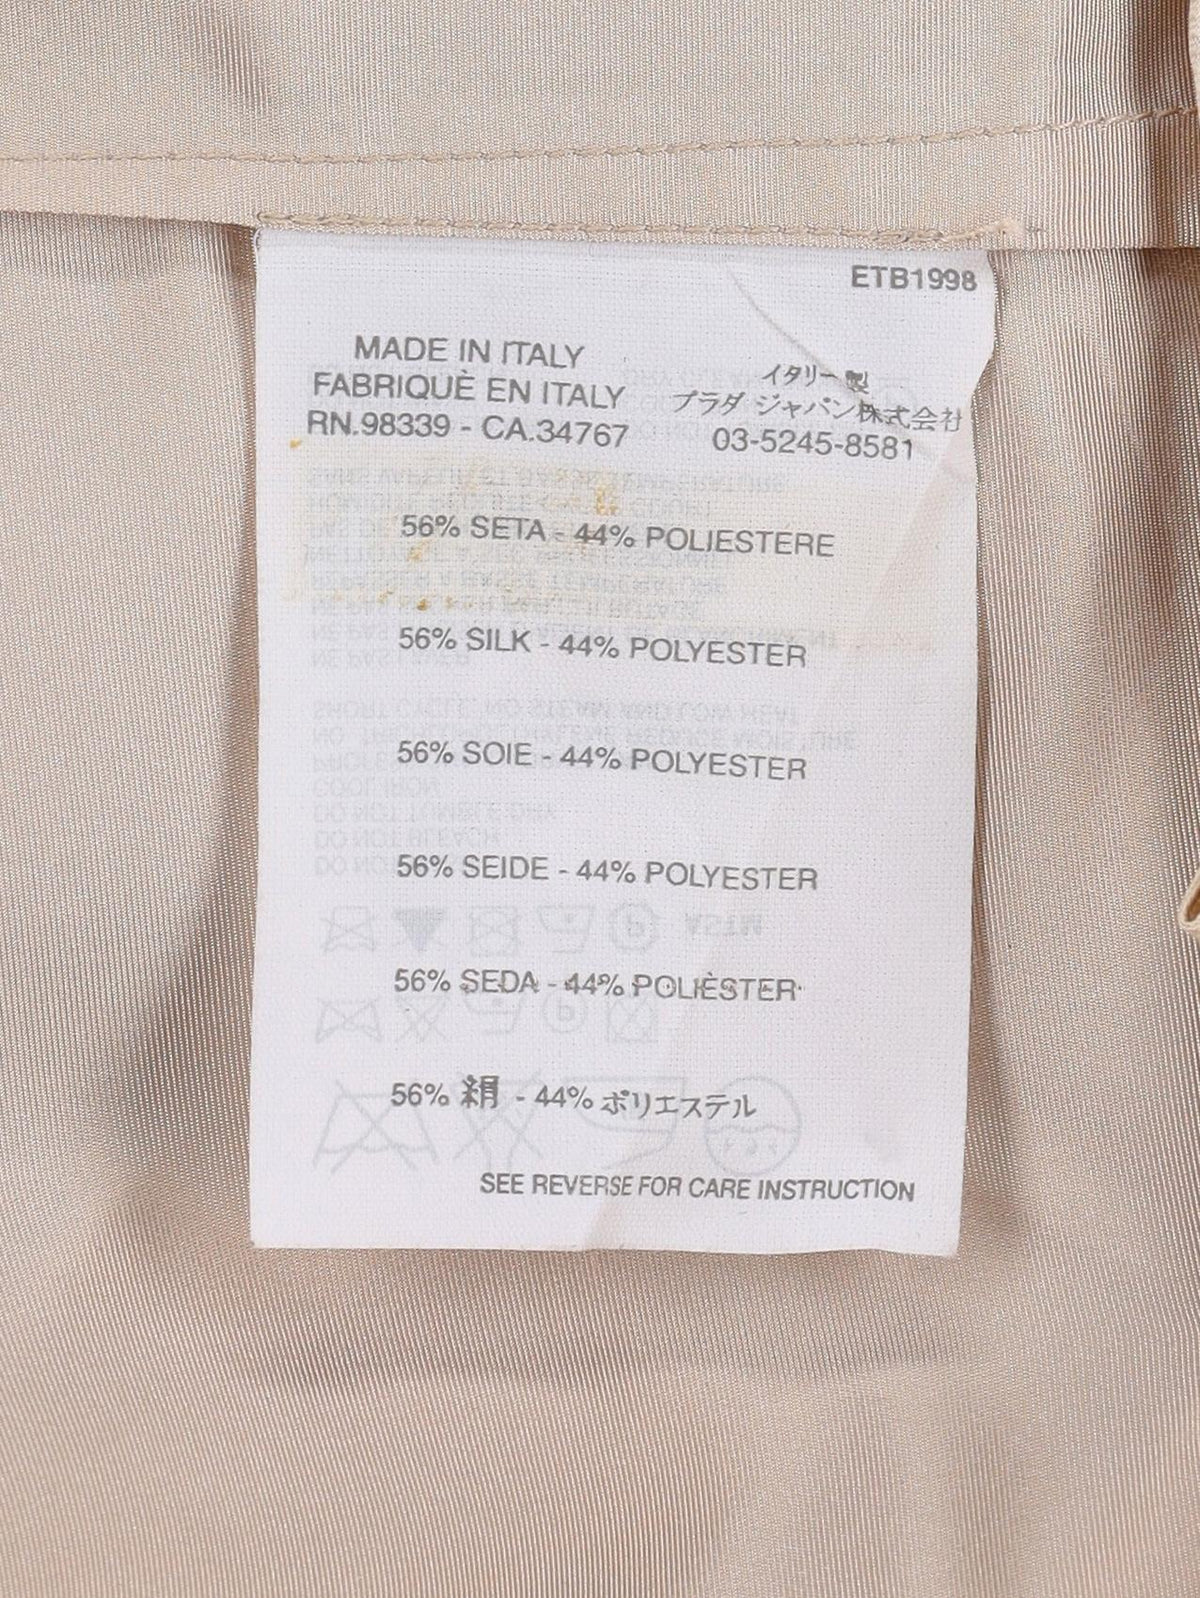 ETB1998
MADE IN ITALY
FABRIQUÈ EN ITALY
RN.98339 - CA.34767
イタリー製
プラダ ジャパン株式会社
03-5245-8581
56% SETA - 44% POLIESTERE
56% SILK - 44% POLYESTER
56% SOIE - 44% POLYESTER
56% SEIDE - 44% POLYESTER
56% SEDA - 44% POLIÈSTER
56% 絹 - 44% ポリエステル
SEE REVERSE FOR CARE INSTRUCTION